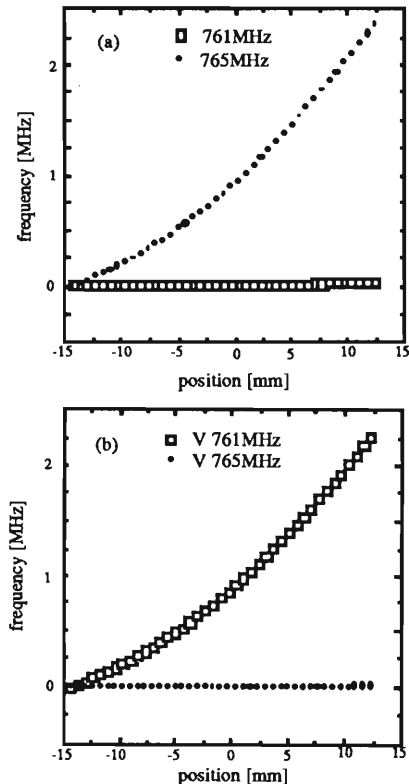 (a)
761MHz
765MHz
2
1
0
frequency [MHz]
-15 -10 -5 0 5 10 15
position [mm]
(b)
V 761MHz
V 765MHz
2
1
0
frequency [MHz]
-15 -10 -5 0 5 10 15
position [mm]